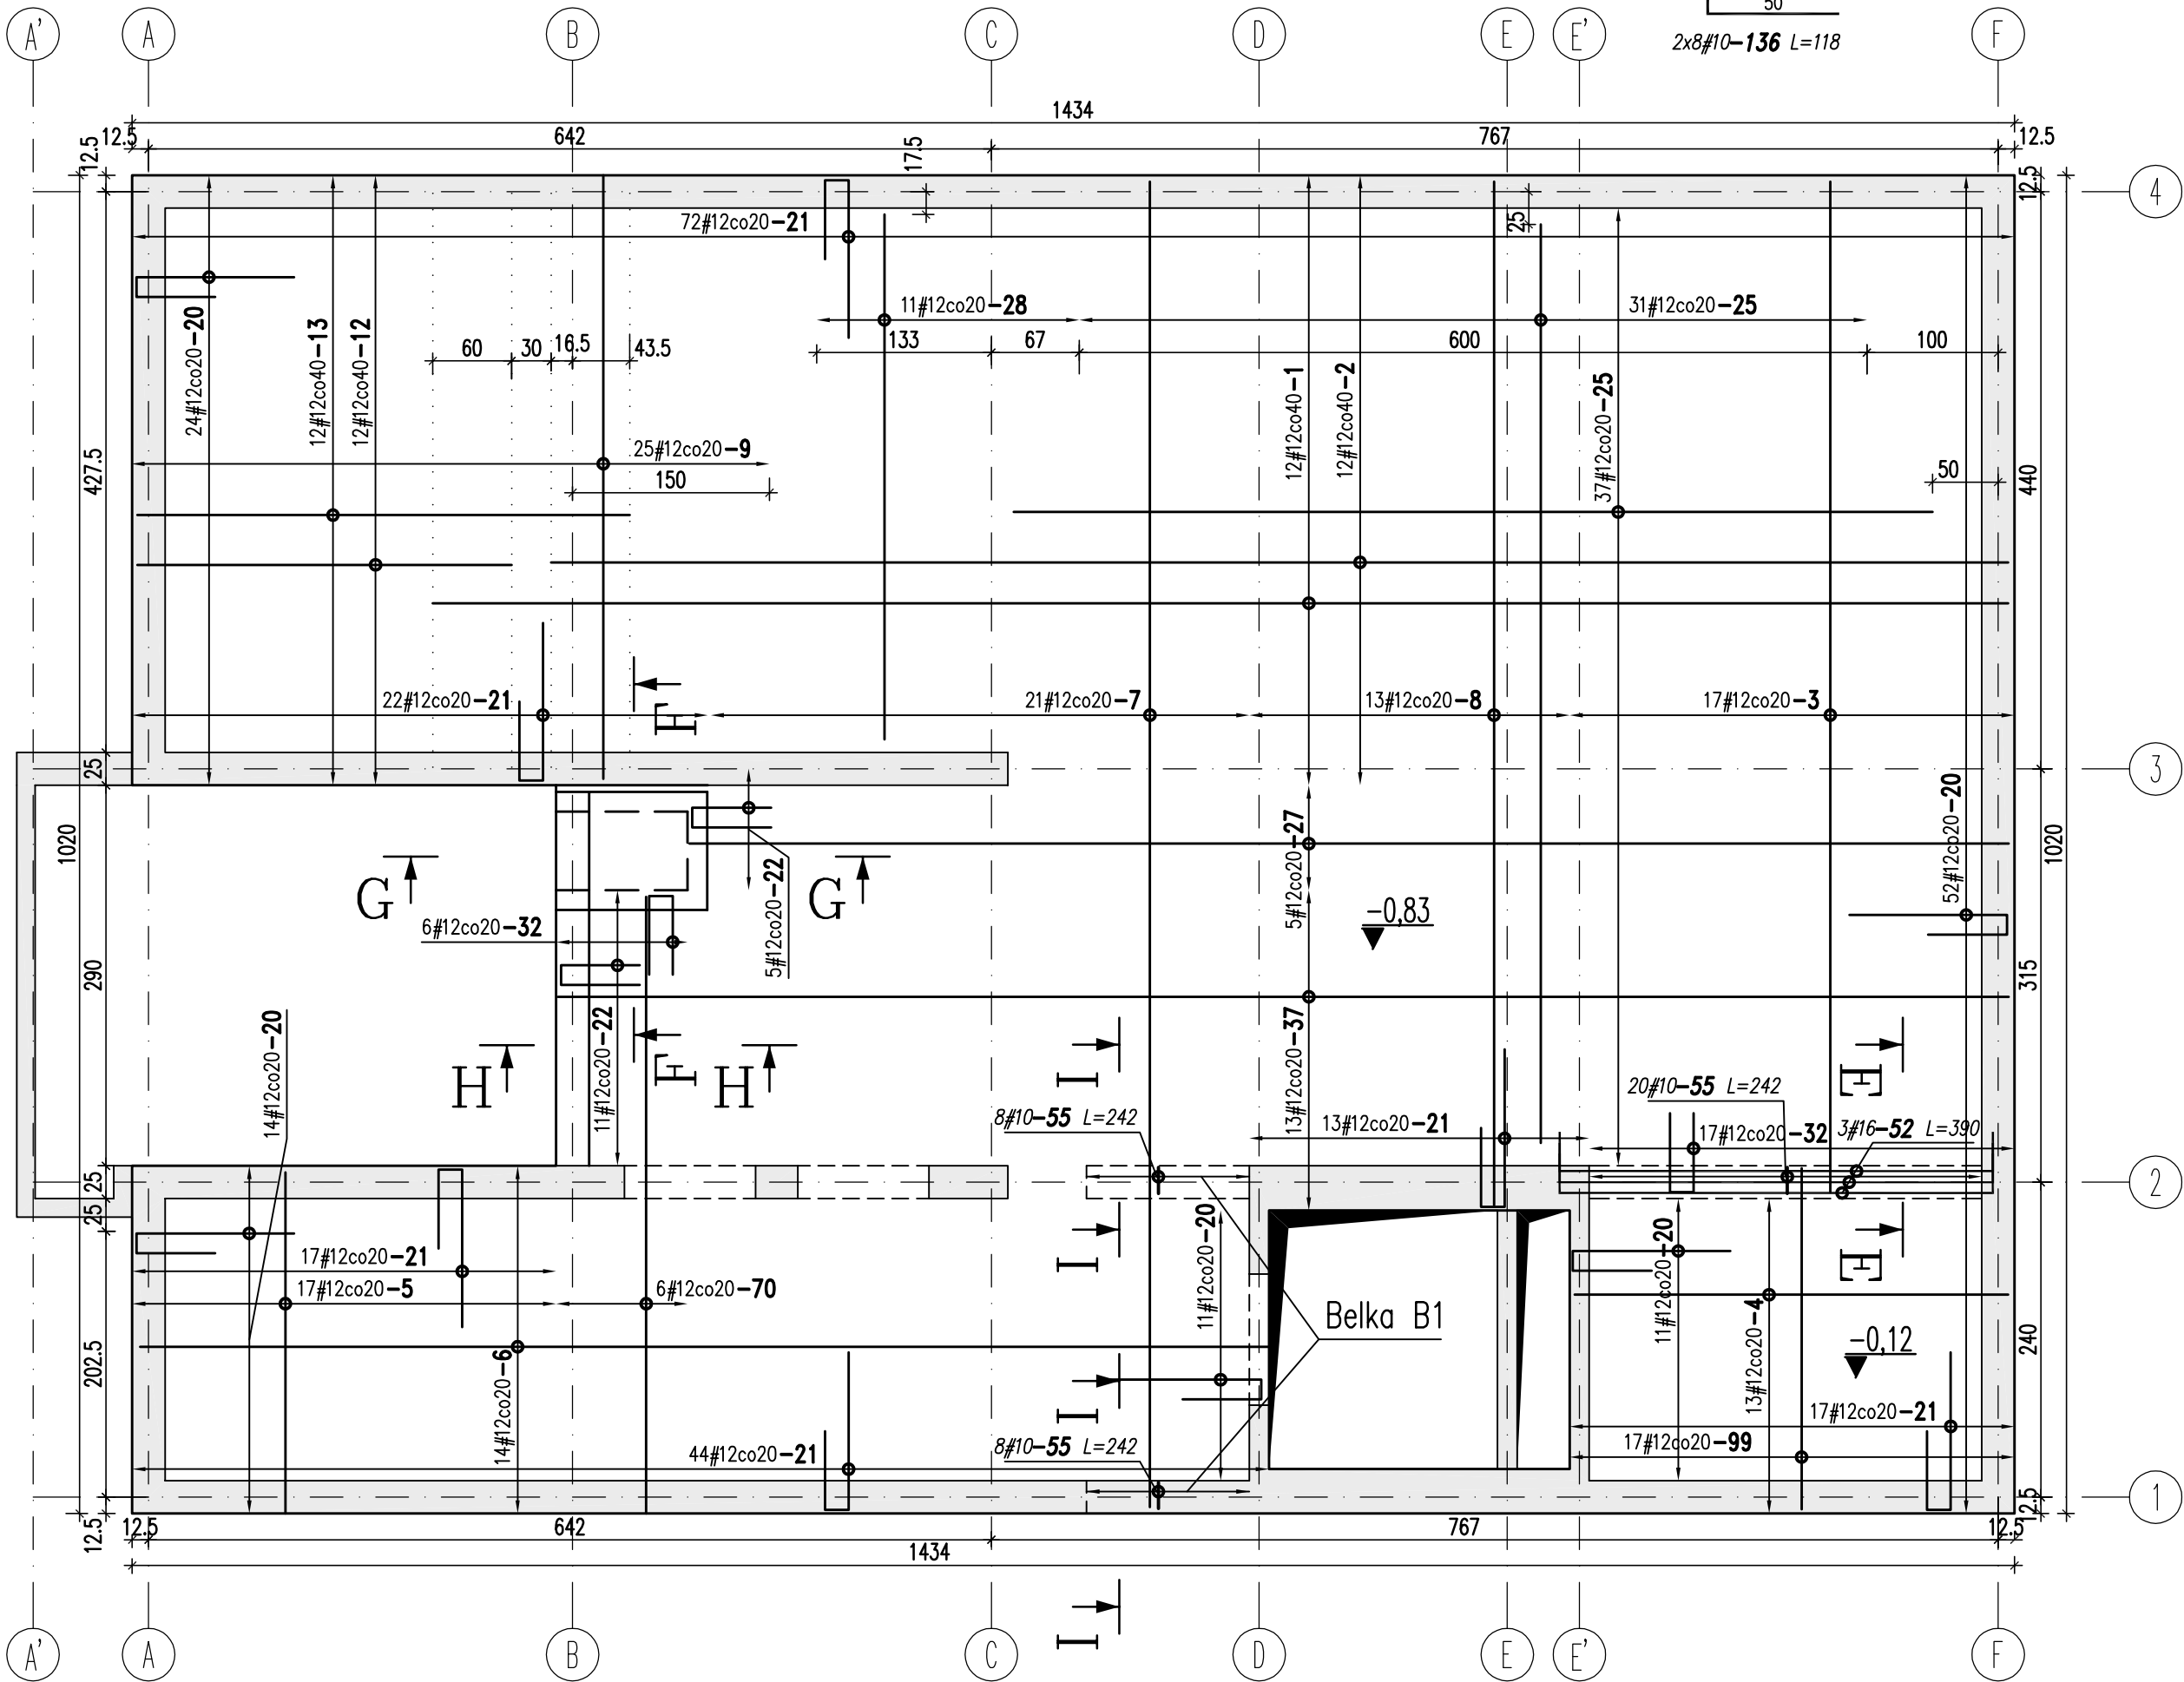 50
2x8#10-136 L=118
A' A B C D E E' F
1434
12.5 642 767 12.5
12.5
17.5
12.5
4
72#12co20-21
25
24#12co20-20
12#12co40-13
12#12co40-12
11#12co20-28
31#12co20-25
60 30 16.5 43.5
133 67 600 100
12#12co40-1
12#12co40-2
37#12co20-25
25#12co20-9
150
50
427.5
440
22#12co20-21
F
21#12co20-7
13#12co20-8
17#12co20-3
25
3
1020
5#12co20-27
52#12co20-20
1020
G
G
5#12co20-22
6#12co20-32
-0,83
290
315
14#12co20-20
11#12co20-22
13#12co20-37
H
F
H
I
E
20#10-55 L=242
8#10-55 L=242
13#12co20-21
17#12co20-32
3#16-52 L=390
25
2
25
11#12co20-20
11#12co20-20
I
E
17#12co20-21
17#12co20-5
6#12co20-70
Belka B1
-0,12
202.5
240
14#12co20-6
13#12co20-4
I
17#12co20-21
44#12co20-21
8#10-55 L=242
17#12co20-99
1
12.5
12.5
12.5 642 767 12.5
1434
I
A' A B C D E E' F